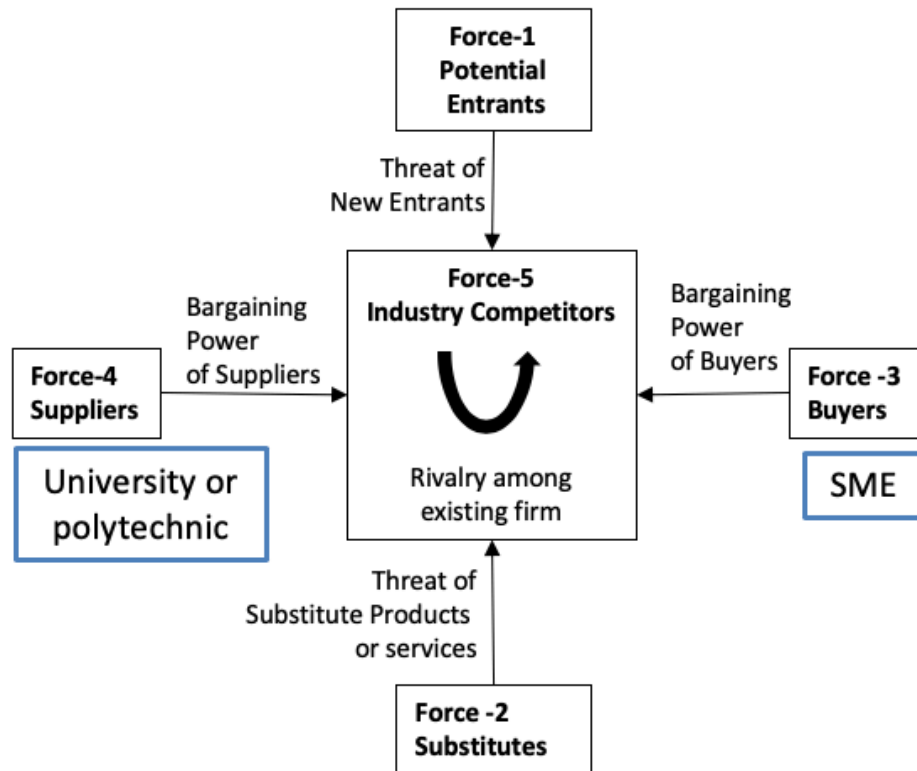 Force-1
Potential
Entrants
Threat of
New Entrants
Force-5
Industry Competitors
Bargaining
Power
of Suppliers
Bargaining
Power
of Buyers
Force-4
Suppliers
Force -3
Buyers
University or
polytechnic
SME
Rivalry among
existing firm
Threat of
Substitute Products
or services
Force -2
Substitutes